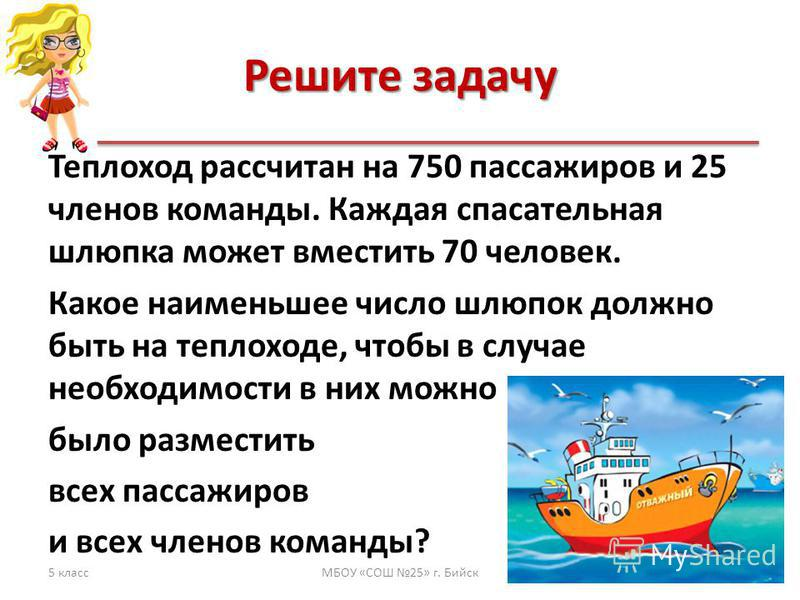 Решите задачу
Теплоход рассчитан на 750 пассажиров и 25
членов команды. Каждая спасательная
шлюпка может вместить 70 человек.
Какое наименьшее число шлюпок должно
быть на теплоходе, чтобы в случае
необходимости в них можно
было разместить
всех пассажиров
и всех членов команды?
ОТВАЖНЫЙ
MyShared
5 класс
МБОУ «СОШ №25» г. Бийск